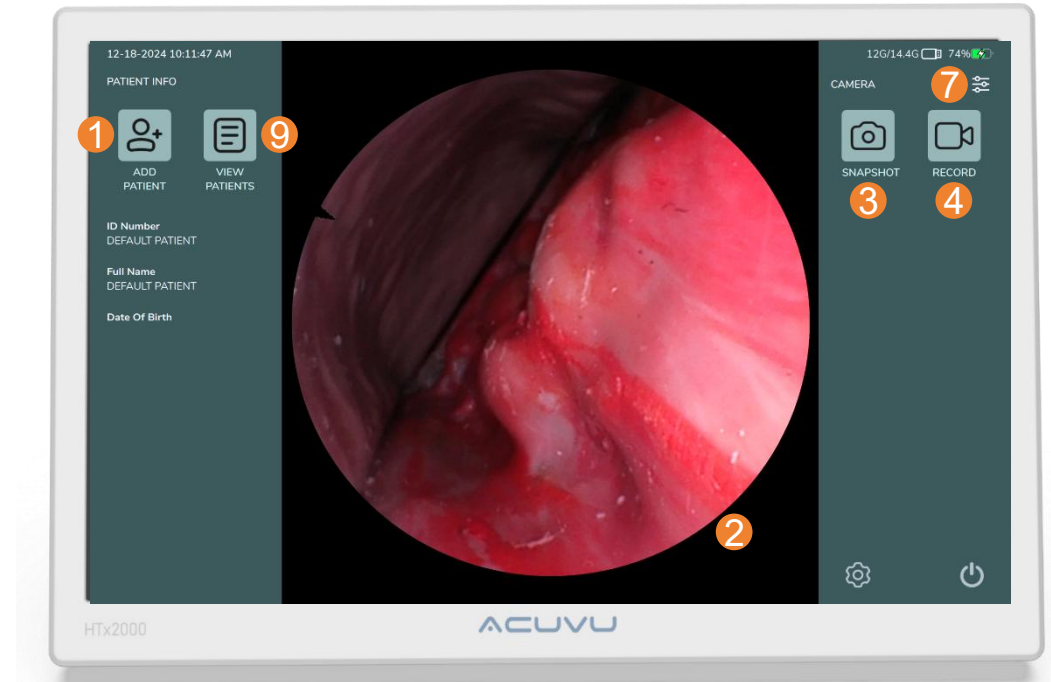 12-18-2024 10:11:47 AM
12G/14.4G 74%
PATIENT INFO
CAMERA
7
1
9
ADD
PATIENT
VIEW
PATIENTS
SNAPSHOT
RECORD
3
4
ID Number
DEFAULT PATIENT
Full Name
DEFAULT PATIENT
Date Of Birth
2
HTx2000
ACUVU